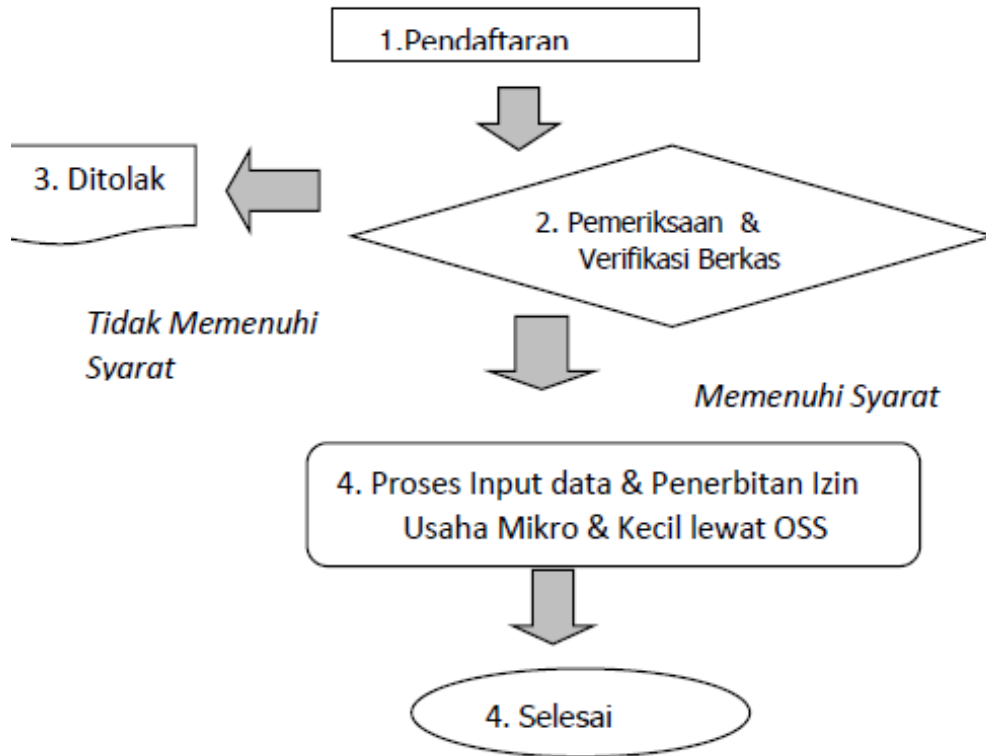 1.Pendaftaran
3. Ditolak
2. Pemeriksaan &
Verifikasi Berkas
Tidak Memenuhi
Syarat
Memenuhi Syarat
4. Proses Input data & Penerbitan Izin
Usaha Mikro & Kecil lewat OSS
4. Selesai